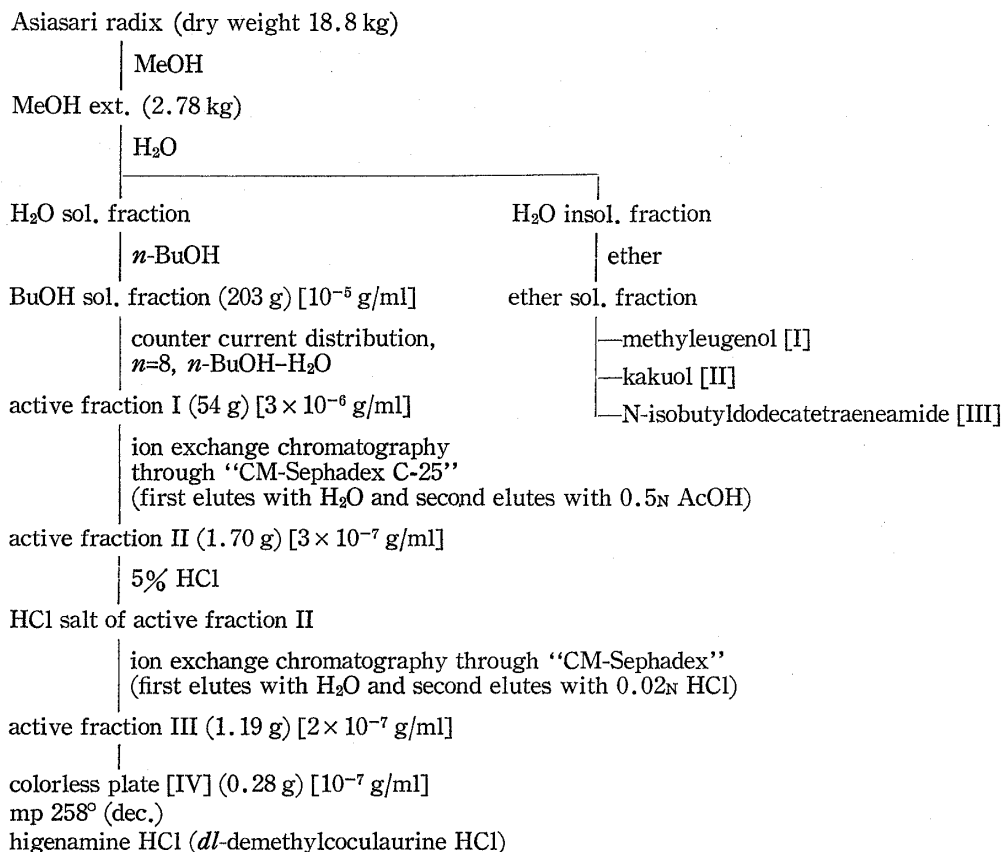 Asiasari radix (dry weight 18.8 kg)
MeOH
MeOH ext. (2.78 kg)
H₂O
H₂O sol. fraction
n-BuOH
BuOH sol. fraction (203 g) [10⁻⁵ g/ml]
counter current distribution,
n=8, n-BuOH–H₂O
active fraction I (54 g) [3 × 10⁻⁶ g/ml]
ion exchange chromatography
through “CM-Sephadex C-25”
(first elutes with H₂O and second elutes with 0.5N AcOH)
active fraction II (1.70 g) [3 × 10⁻⁷ g/ml]
5% HCl
HCl salt of active fraction II
ion exchange chromatography through “CM-Sephadex”
(first elutes with H₂O and second elutes with 0.02N HCl)
active fraction III (1.19 g) [2 × 10⁻⁷ g/ml]
colorless plate [IV] (0.28 g) [10⁻⁷ g/ml]
mp 258° (dec.)
higenamine HCl (dl-demethylcoculaurine HCl)
H₂O insol. fraction
ether
ether sol. fraction
—methyleugenol [I]
—kakuol [II]
—N-isobutyldodecatetraeneamide [III]